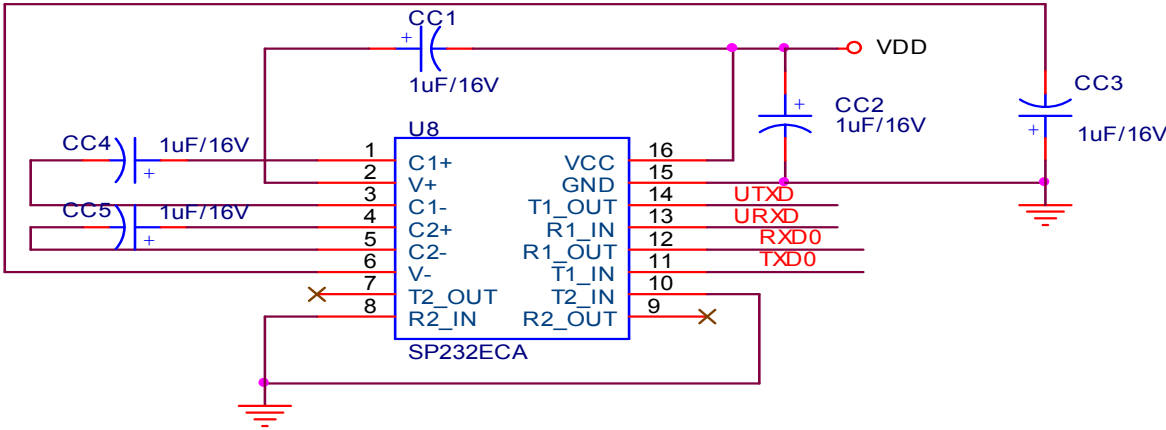 CC1
+
1uF/16V
VDD
CC2
+
1uF/16V
CC3
+
1uF/16V
U8
CC4
1uF/16V
+
CC5
1uF/16V
+
1 C1+ VCC 16
2 V+ GND 15
3 C1- T1_OUT 14 UTXD
4 C2+ R1_IN 13 URXD
5 C2- R1_OUT 12 RXD0
6 V- T1_IN 11 TXD0
7 T2_OUT T2_IN 10
8 R2_IN R2_OUT 9
SP232ECA